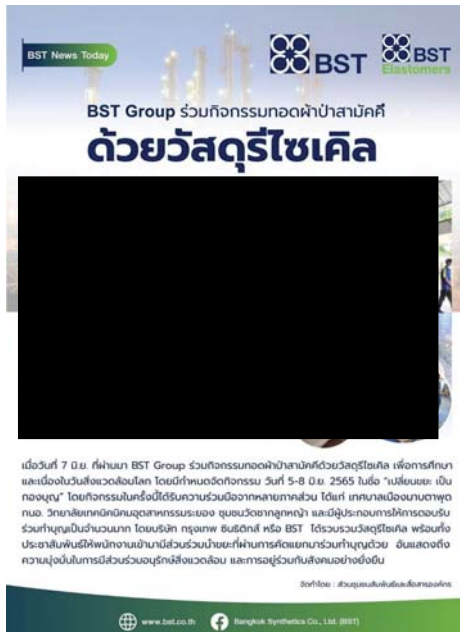 BST News Today
BST
BST
Elastomers
BST Group ร่วมกิจกรรมทอดผ้าป่าสามัคคี
ด้วยวัสดุรีไซเคิล
เมื่อวันที่ 7 มิ.ย. ที่ผ่านมา BST Group ร่วมกิจกรรมทอดผ้าป่าสามัคคีด้วยวัสดุรีไซเคิล เพื่อการศึกษา
และเนื่องในวันสิ่งแวดล้อมโลก โดยมีกำหนดจัดกิจกรรม วันที่ 5-8 มิ.ย. 2565 ในชื่อ "เปลี่ยนขยะ เป็น
กองบุญ" โดยกิจกรรมในครั้งนี้ได้รับความร่วมมือจากหลายภาคส่วน ได้แก่ เทศบาลเมืองมาบตาพุด
กนอ. วิทยาลัยเทคนิคนิคมอุตสาหกรรมระยอง ชุมชนวัดชากลูกหญ้า และมีผู้ประกอบการให้การตอบรับ
ร่วมทำบุญเป็นจำนวนมาก โดยบริษัท กรุงเทพ ซินธิติกส์ หรือ BST ได้รวบรวมวัสดุรีไซเคิล พร้อมทั้ง
ประชาสัมพันธ์ให้พนักงานเข้ามามีส่วนร่วมนำขยะที่ผ่านการคัดแยกมาร่วมทำบุญด้วย อันแสดงถึง
ความมุ่งมั่นในการมีส่วนร่วมอนุรักษ์สิ่งแวดล้อม และการอยู่ร่วมกับสังคมอย่างยั่งยืน
จัดทำโดย : ส่วนชุมชนสัมพันธ์และสื่อสารองค์กร
www.bst.co.th
Bangkok Synthetics Co., Ltd. (BST)